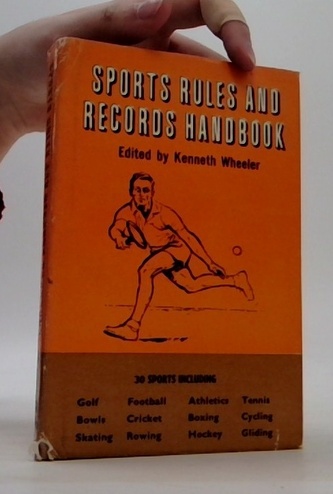 SPORTS RULES AND
RECORDS HANDBOOK
Edited by Kenneth Wheeler
30 SPORTS INCLUDING
Golf Football Athletics Tennis
Bowls Cricket Boxing Cycling
Skating Rowing Hockey Gliding